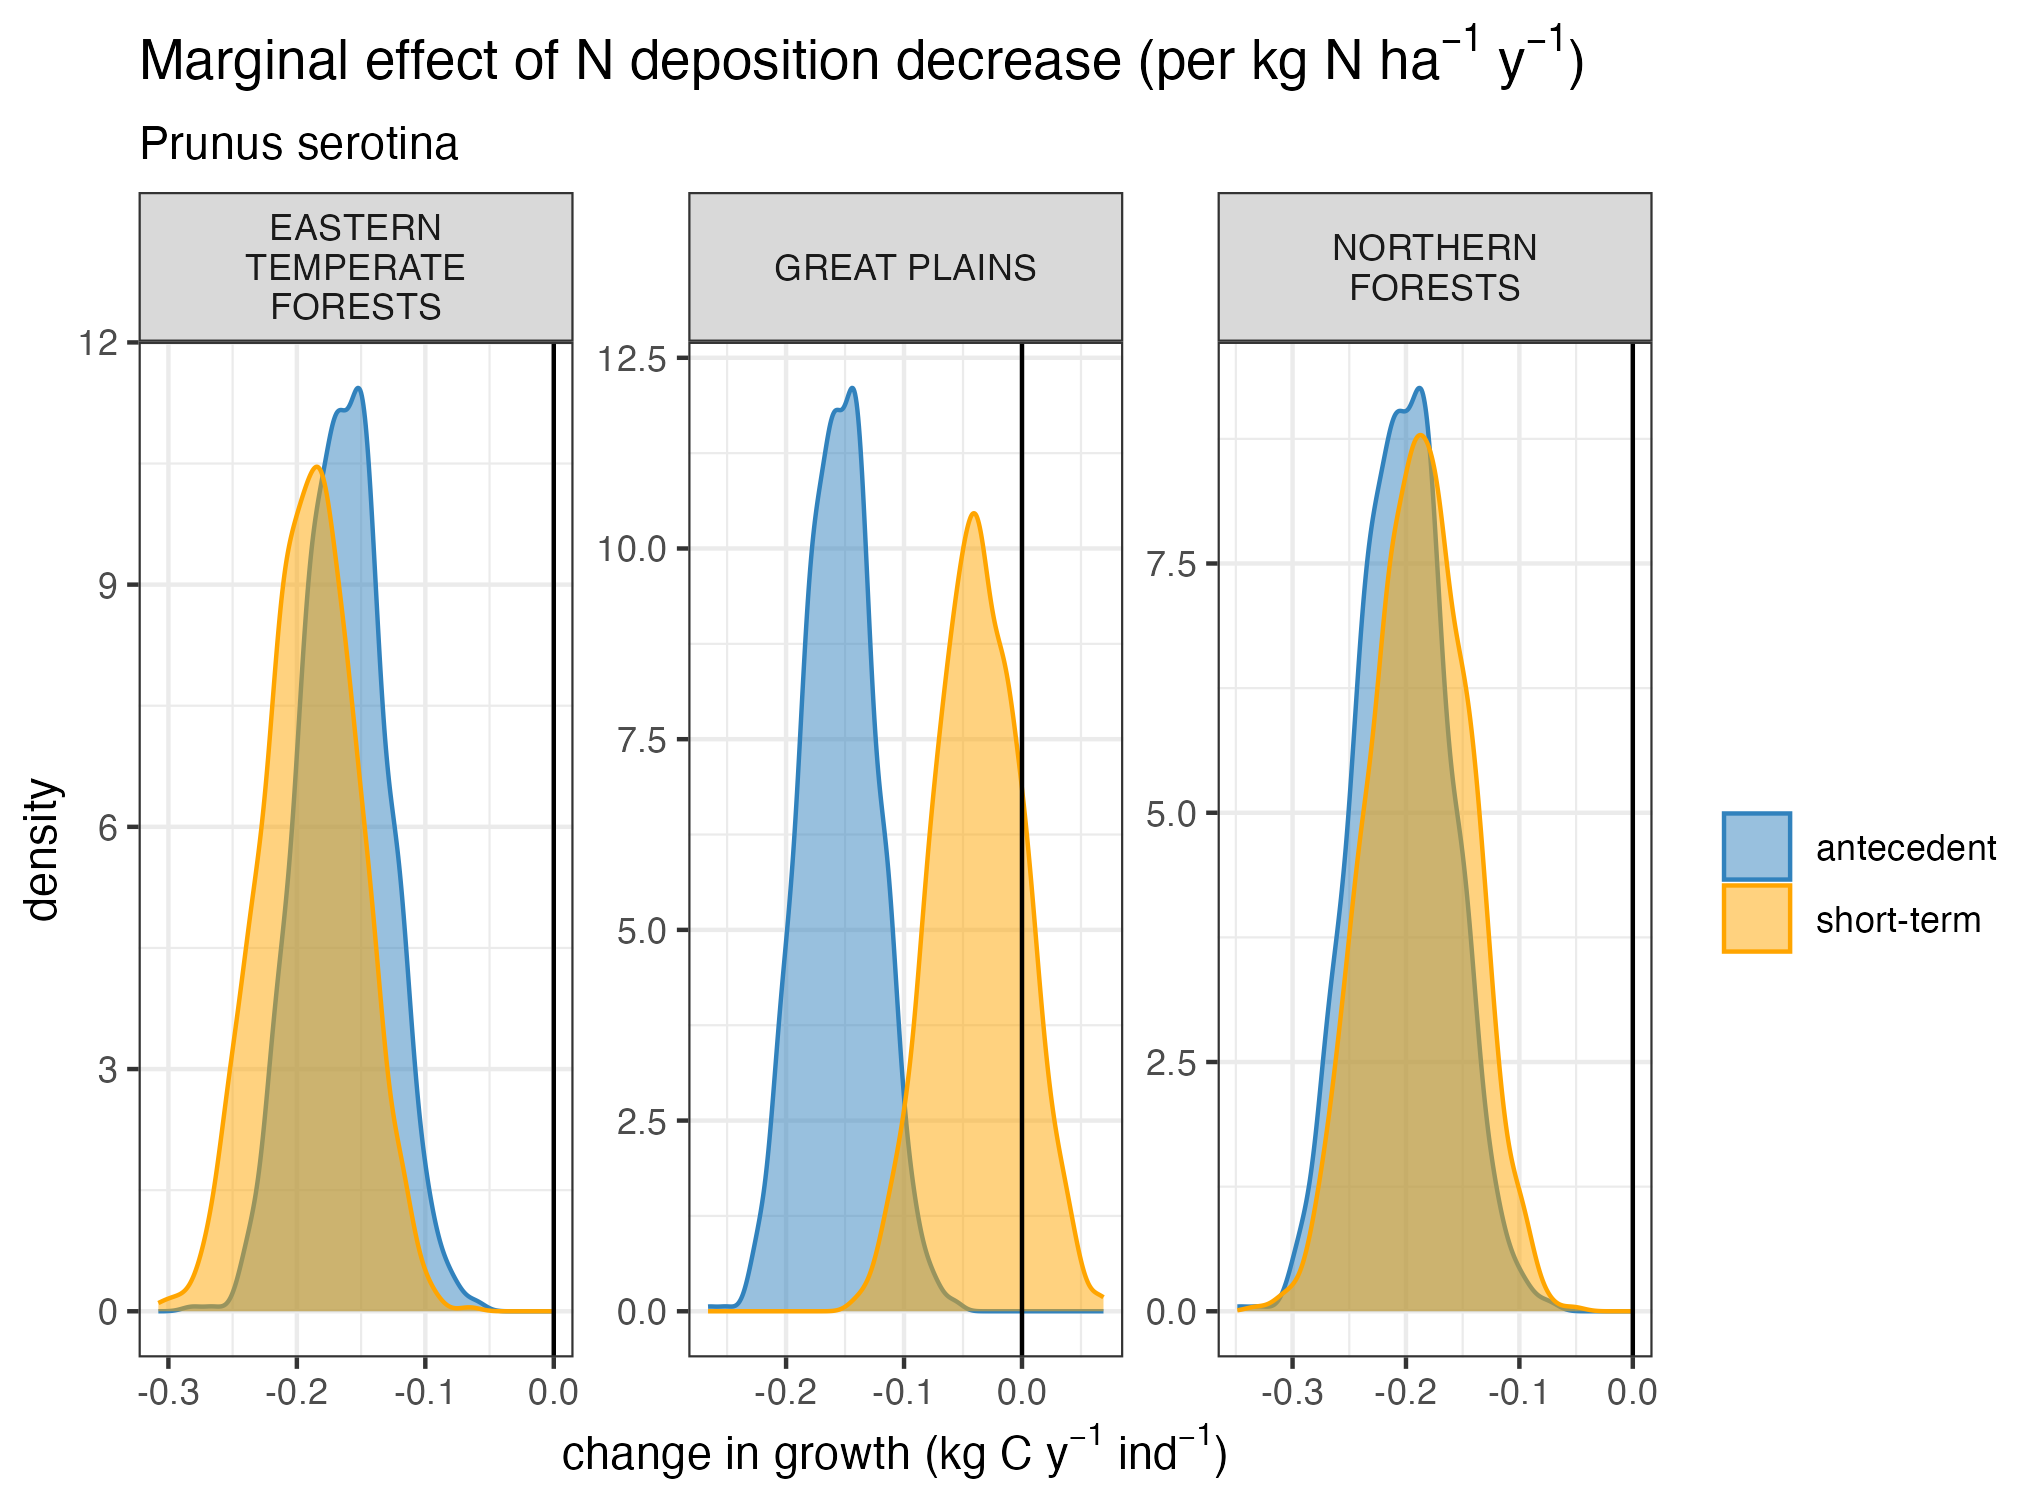 Marginal effect of N deposition decrease (per kg N ha⁻¹ y⁻¹)
Prunus serotina
EASTERN
TEMPERATE
FORESTS
GREAT PLAINS
NORTHERN
FORESTS
density
12
9
6
3
0
12.5
10.0
7.5
5.0
2.5
0.0
7.5
5.0
2.5
0.0
-0.3 -0.2 -0.1 0.0
-0.2 -0.1 0.0
-0.3 -0.2 -0.1 0.0
change in growth (kg C y⁻¹ ind⁻¹)
antecedent
short-term